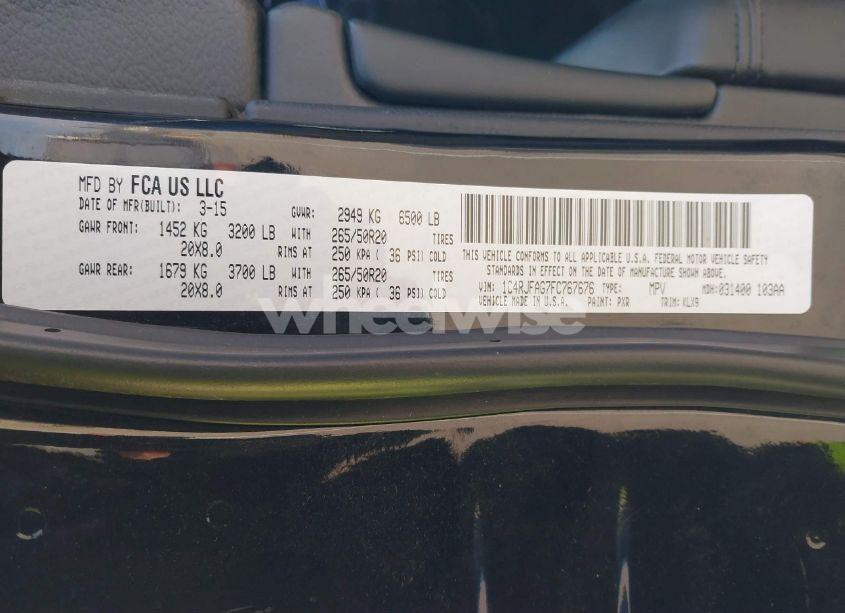 MFD BY FCA US LLC
DATE OF MFR(BUILT): 3-15 GVWR: 2949 KG 6500 LB
GAWR FRONT: 1452 KG 3200 LB WITH 265/50R20 TIRES
20X8.0 RIMS AT 250 KPA ( 36 PSI) COLD
GAWR REAR: 1679 KG 3700 LB WITH 265/50R20 TIRES
20X8.0 RIMS AT 250 KPA ( 36 PSI) COLD
THIS VEHICLE CONFORMS TO ALL APPLICABLE U.S.A. FEDERAL MOTOR VEHICLE SAFETY
STANDARDS IN EFFECT ON THE DATE OF MANUFACTURE SHOWN ABOVE.
VIN: 1C4RJFAG7FC767676 TYPE: MPV MDH: 031400 103AA
VEHICLE MADE IN U.S.A. PAINT: PXR TRIM: VLX9
wheelwise